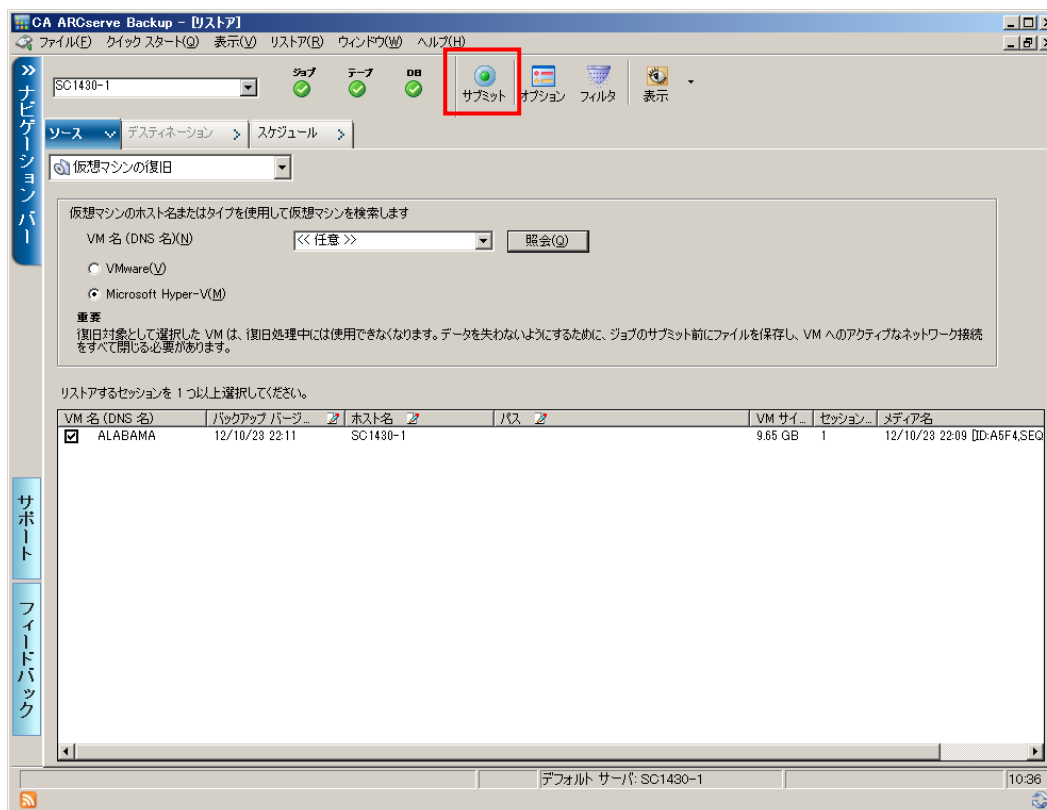 CA ARCserve Backup - [リストア]
ファイル(F) クイック スタート(Q) 表示(V) リストア(R) ウィンドウ(W) ヘルプ(H)
ジョブ テープ DB
SC1430-1
サブミット オプション フィルタ 表示
ナビゲーション バー
ソース デスティネーション スケジュール
仮想マシンの復旧
仮想マシンのホスト名またはタイプを使用して仮想マシンを検索します
VM 名 (DNS 名)(N) << 任意 >> 照会(Q)
VMware(V)
Microsoft Hyper-V(M)
重要
復旧対象として選択した VM は、復旧処理中には使用できなくなります。データを失わないようにするために、ジョブのサブミット前にファイルを保存し、VM へのアクティブなネットワーク接続
をすべて閉じる必要があります。
リストアするセッションを 1 つ以上選択してください。
VM 名 (DNS 名) バックアップ バージ... ホスト名 パス VM サイ... セッション... メディア名
ALABAMA 12/10/23 22:11 SC1430-1 9.65 GB 1 12/10/23 22:09 [ID:A5F4,SEQ
サポート
フィードバック
デフォルト サーバ: SC1430-1 10:36